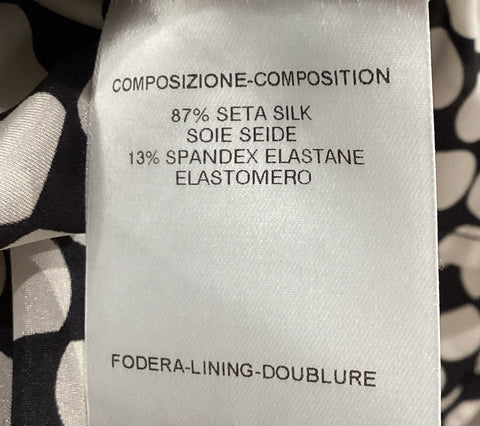 COMPOSIZIONE-COMPOSITION
87% SETA SILK
SOIE SEIDE
13% SPANDEX ELASTANE
ELASTOMERO
FODERA-LINING-DOUBLURE